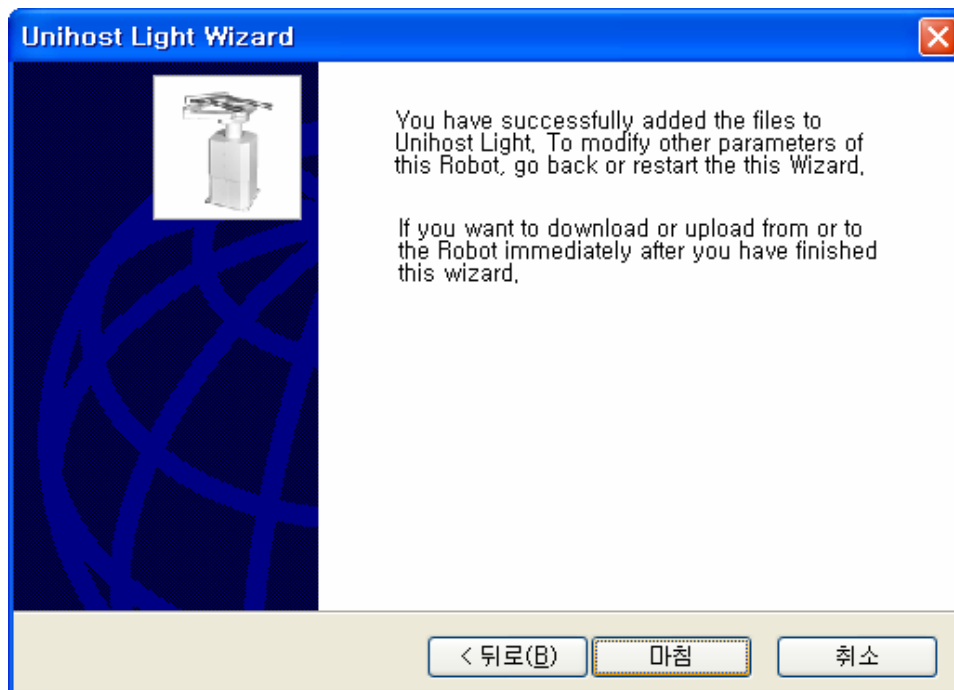 Unihost Light Wizard
You have successfully added the files to
Unihost Light, To modify other parameters of
this Robot, go back or restart the this Wizard,
If you want to download or upload from or to
the Robot immediately after you have finished
this wizard,
< 뒤로(B)
마침
취소